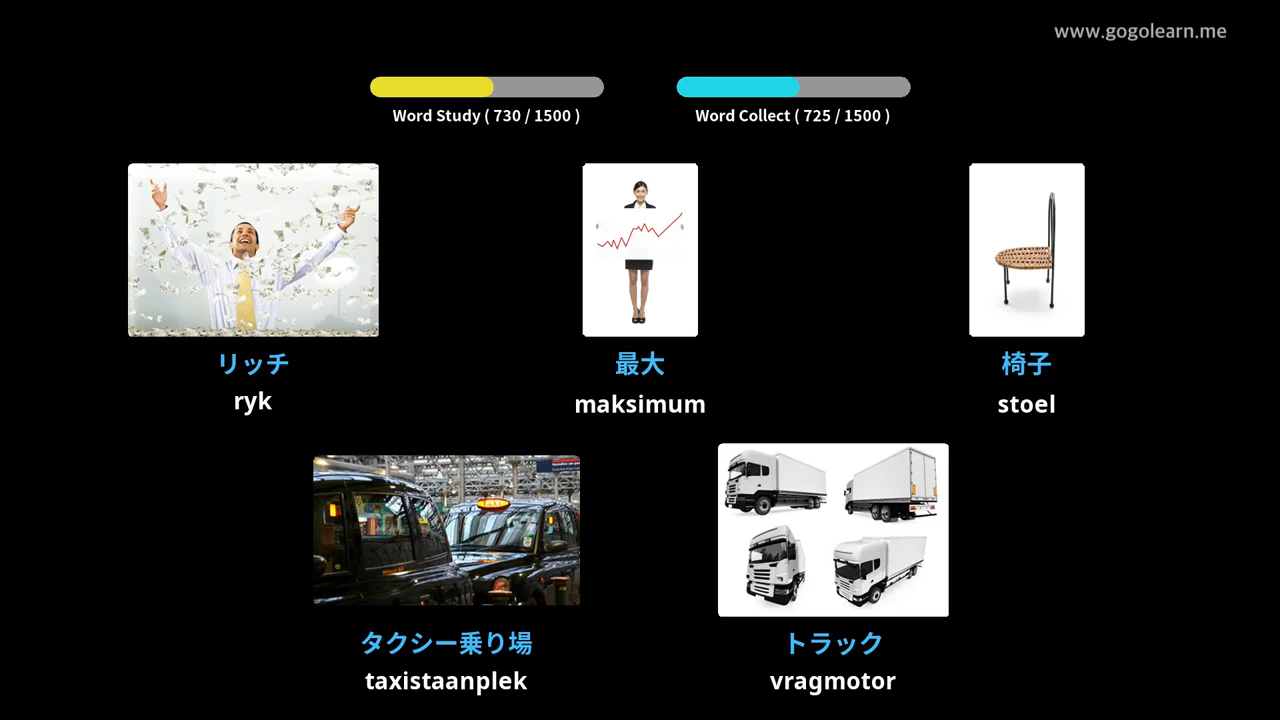 www.gogolearn.me
Word Study ( 730 / 1500 )
Word Collect ( 725 / 1500 )
リッチ
ryk
最大
maksimum
椅子
stoel
TAXI
タクシー乗り場
taxistaanplek
トラック
vragmotor